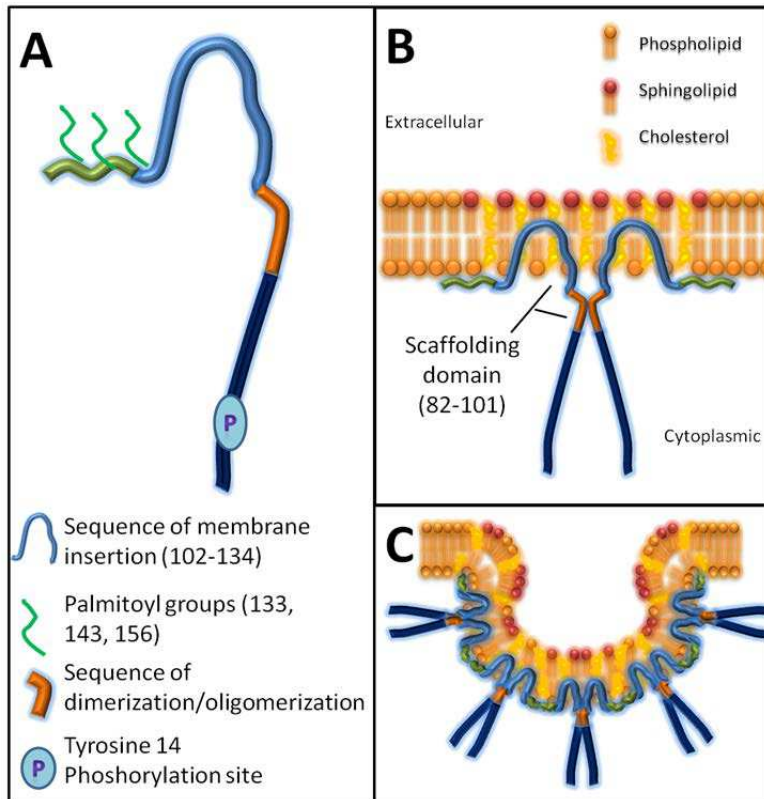 A
P
Sequence of membrane
insertion (102-134)
Palmitoyl groups (133,
143, 156)
Sequence of
dimerization/oligomerization
P
Tyrosine 14
Phoshorylation site
B
Phospholipid
Sphingolipid
Cholesterol
Extracellular
Scaffolding
domain
(82-101)
Cytoplasmic
C